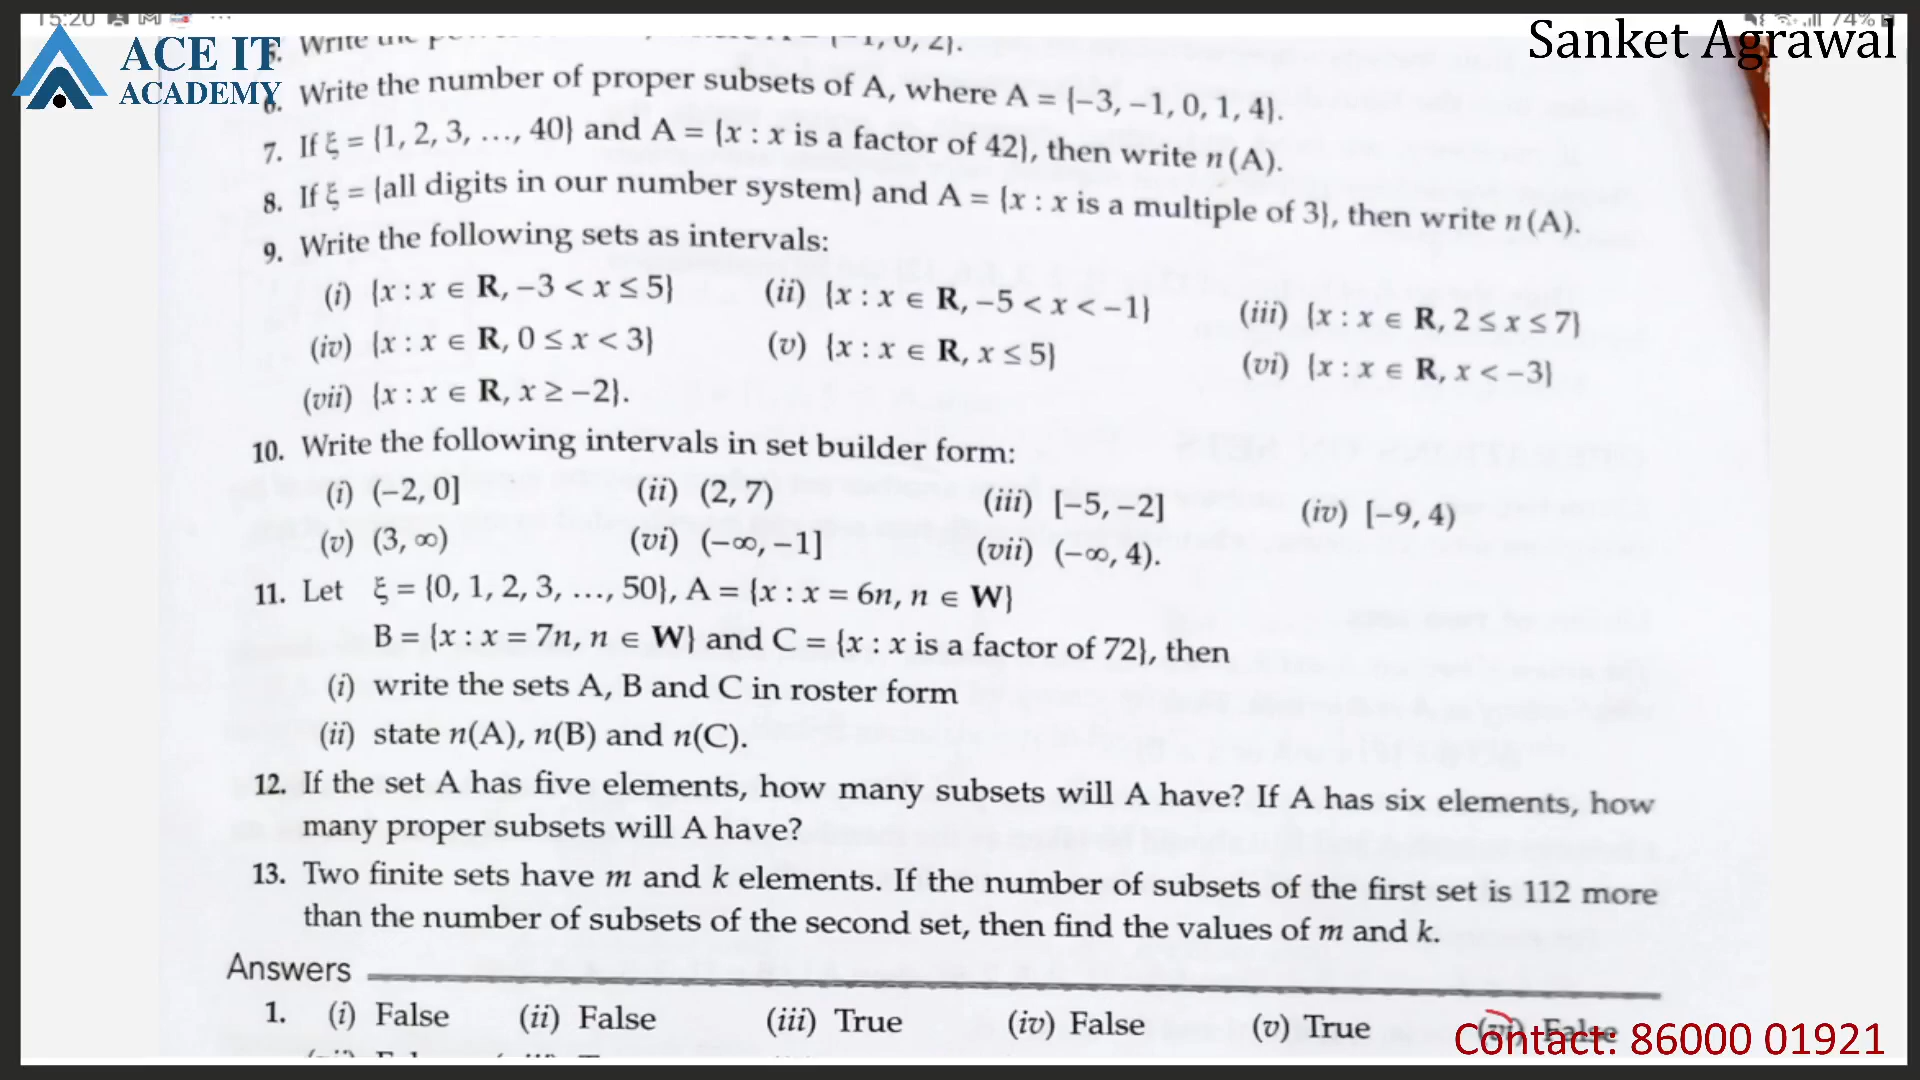 15:20 74%
ACE IT
ACADEMY
Sanket Agrawal
5. Write the
6. Write the number of proper subsets of A, where A = {−3, −1, 0, 1, 4}.
7. If ξ = {1, 2, 3, ..., 40} and A = {x : x is a factor of 42}, then write n(A).
8. If ξ = {all digits in our number system} and A = {x : x is a multiple of 3}, then write n(A).
9. Write the following sets as intervals:
(i) {x : x ∈ R, −3 < x ≤ 5} (ii) {x : x ∈ R, −5 < x < −1} (iii) {x : x ∈ R, 2 ≤ x ≤ 7}
(iv) {x : x ∈ R, 0 ≤ x < 3} (v) {x : x ∈ R, x ≤ 5} (vi) {x : x ∈ R, x < −3}
(vii) {x : x ∈ R, x ≥ −2}.
10. Write the following intervals in set builder form:
(i) (−2, 0] (ii) (2, 7) (iii) [−5, −2] (iv) [−9, 4)
(v) (3, ∞) (vi) (−∞, −1] (vii) (−∞, 4).
11. Let ξ = {0, 1, 2, 3, ..., 50}, A = {x : x = 6n, n ∈ W}
B = {x : x = 7n, n ∈ W} and C = {x : x is a factor of 72}, then
(i) write the sets A, B and C in roster form
(ii) state n(A), n(B) and n(C).
12. If the set A has five elements, how many subsets will A have? If A has six elements, how
many proper subsets will A have?
13. Two finite sets have m and k elements. If the number of subsets of the first set is 112 more
than the number of subsets of the second set, then find the values of m and k.
Answers
1. (i) False (ii) False (iii) True (iv) False (v) True (vi) False
Contact: 86000 01921